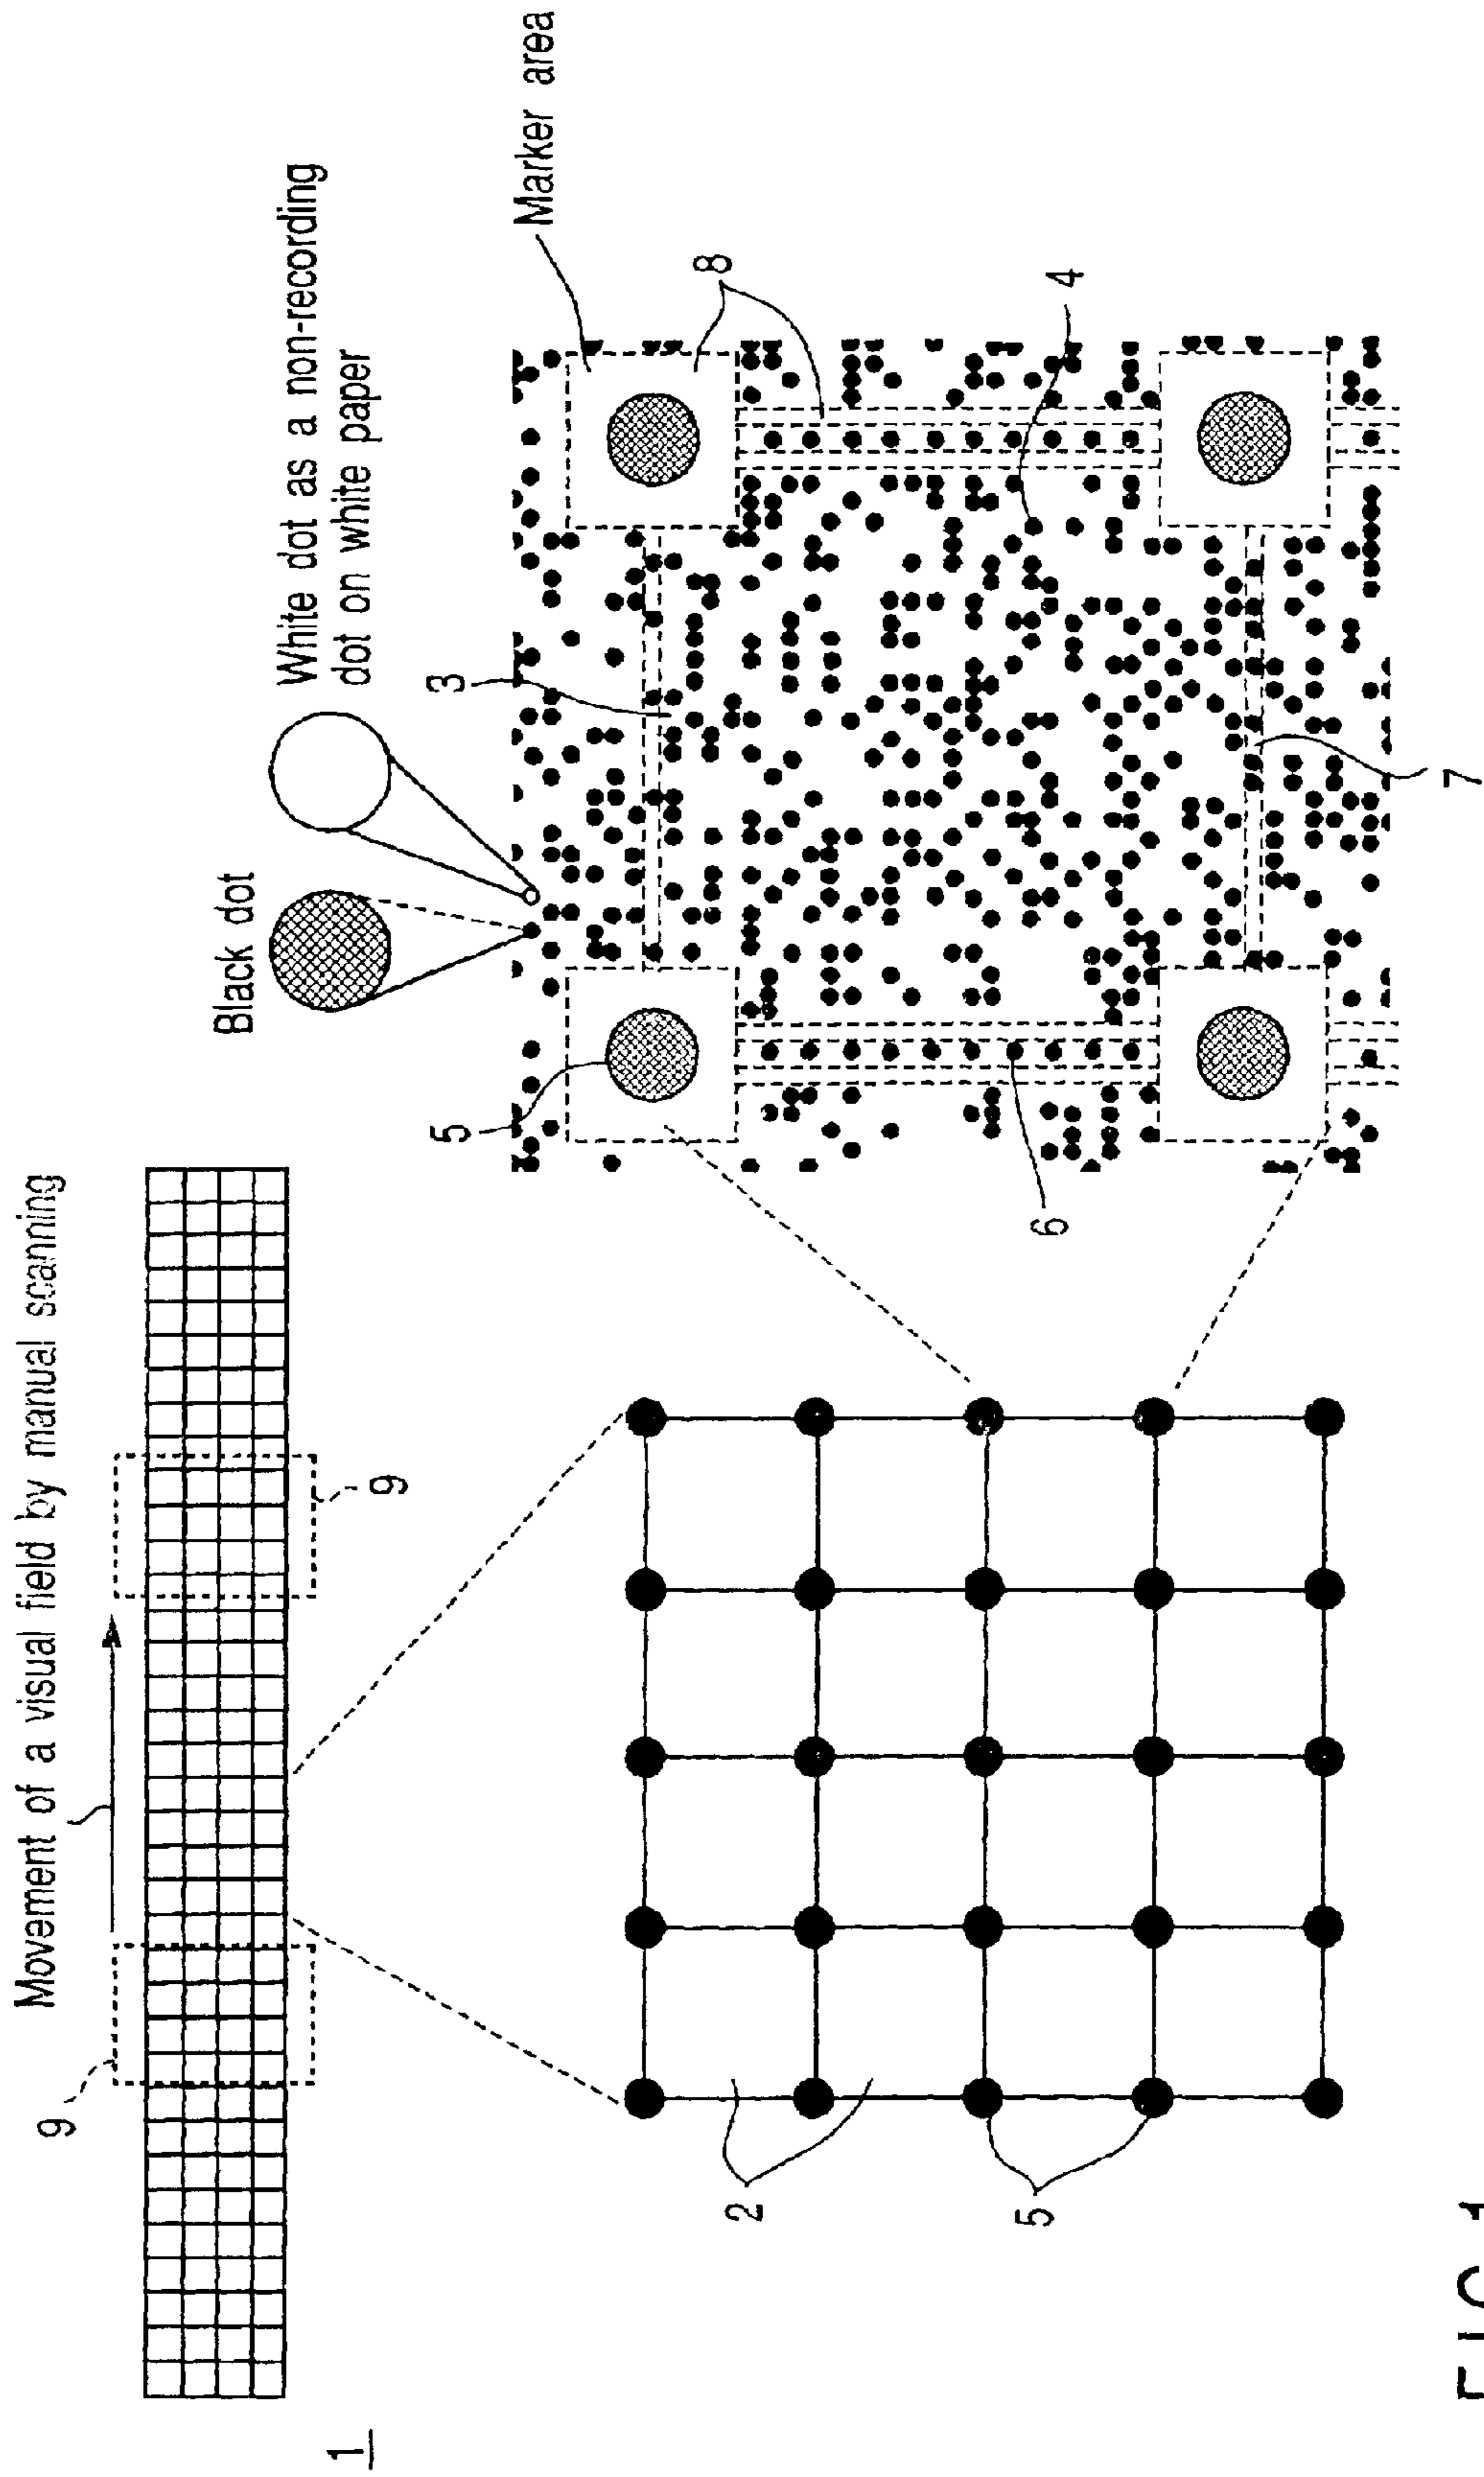 Movement of a visual field by manual scanning
9
9
1
Black dot
White dot as a non-recording
dot on white paper
Marker area
3
8
5
4
6
7
2
5
FIG. 1